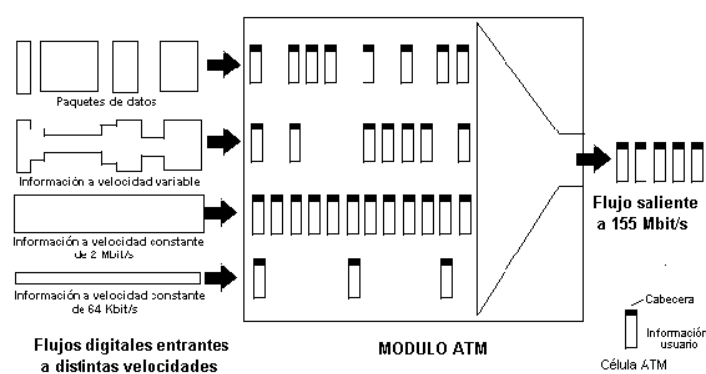 Paquetes de datos
Información a velocidad variable
Información a velocidad constante
de 2 Mbit/s
Información a velocidad constante
de 64 Kbit/s
Flujos digitales entrantes
a distintas velocidades
MODULO ATM
Flujo saliente
a 155 Mbit/s
Cabecera
Información
usuario
Célula ATM